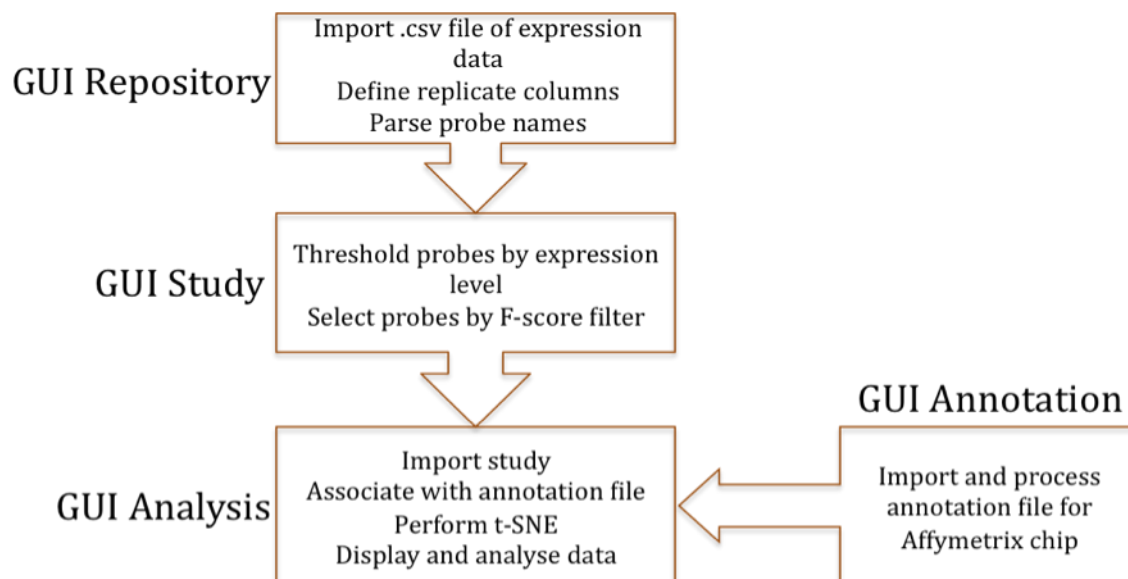 GUI Repository
Import .csv file of expression
data
Define replicate columns
Parse probe names
GUI Study
Threshold probes by expression
level
Select probes by F-score filter
GUI Analysis
Import study
Associate with annotation file
Perform t-SNE
Display and analyse data
GUI Annotation
Import and process
annotation file for
Affymetrix chip